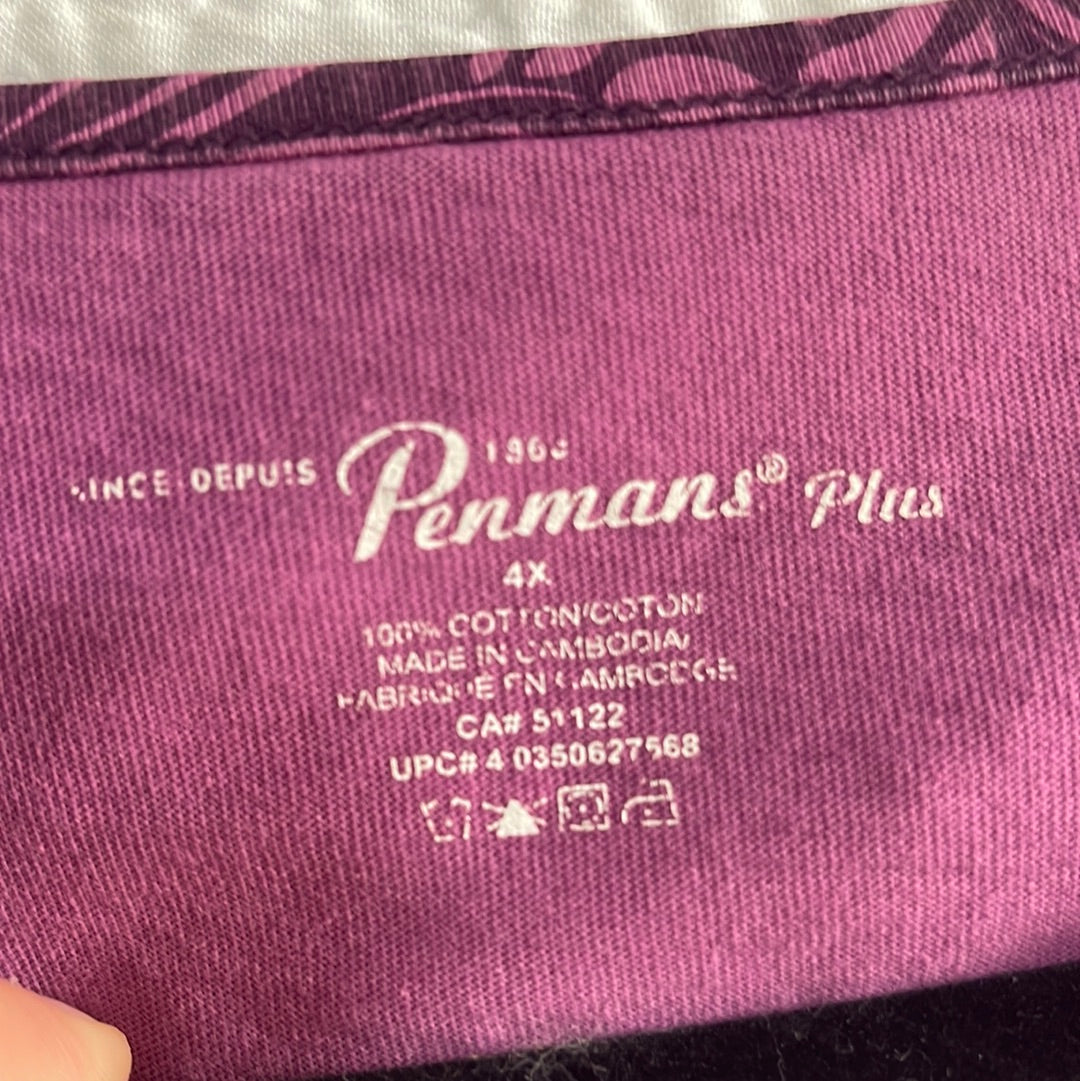 SINCE·DEPUIS Penmans® Plus
4X
100% COTTON/COTON
MADE IN CAMBODIA/
FABRIQUÉ EN CAMBODGE
CA# 51122
UPC# 4 0350627568